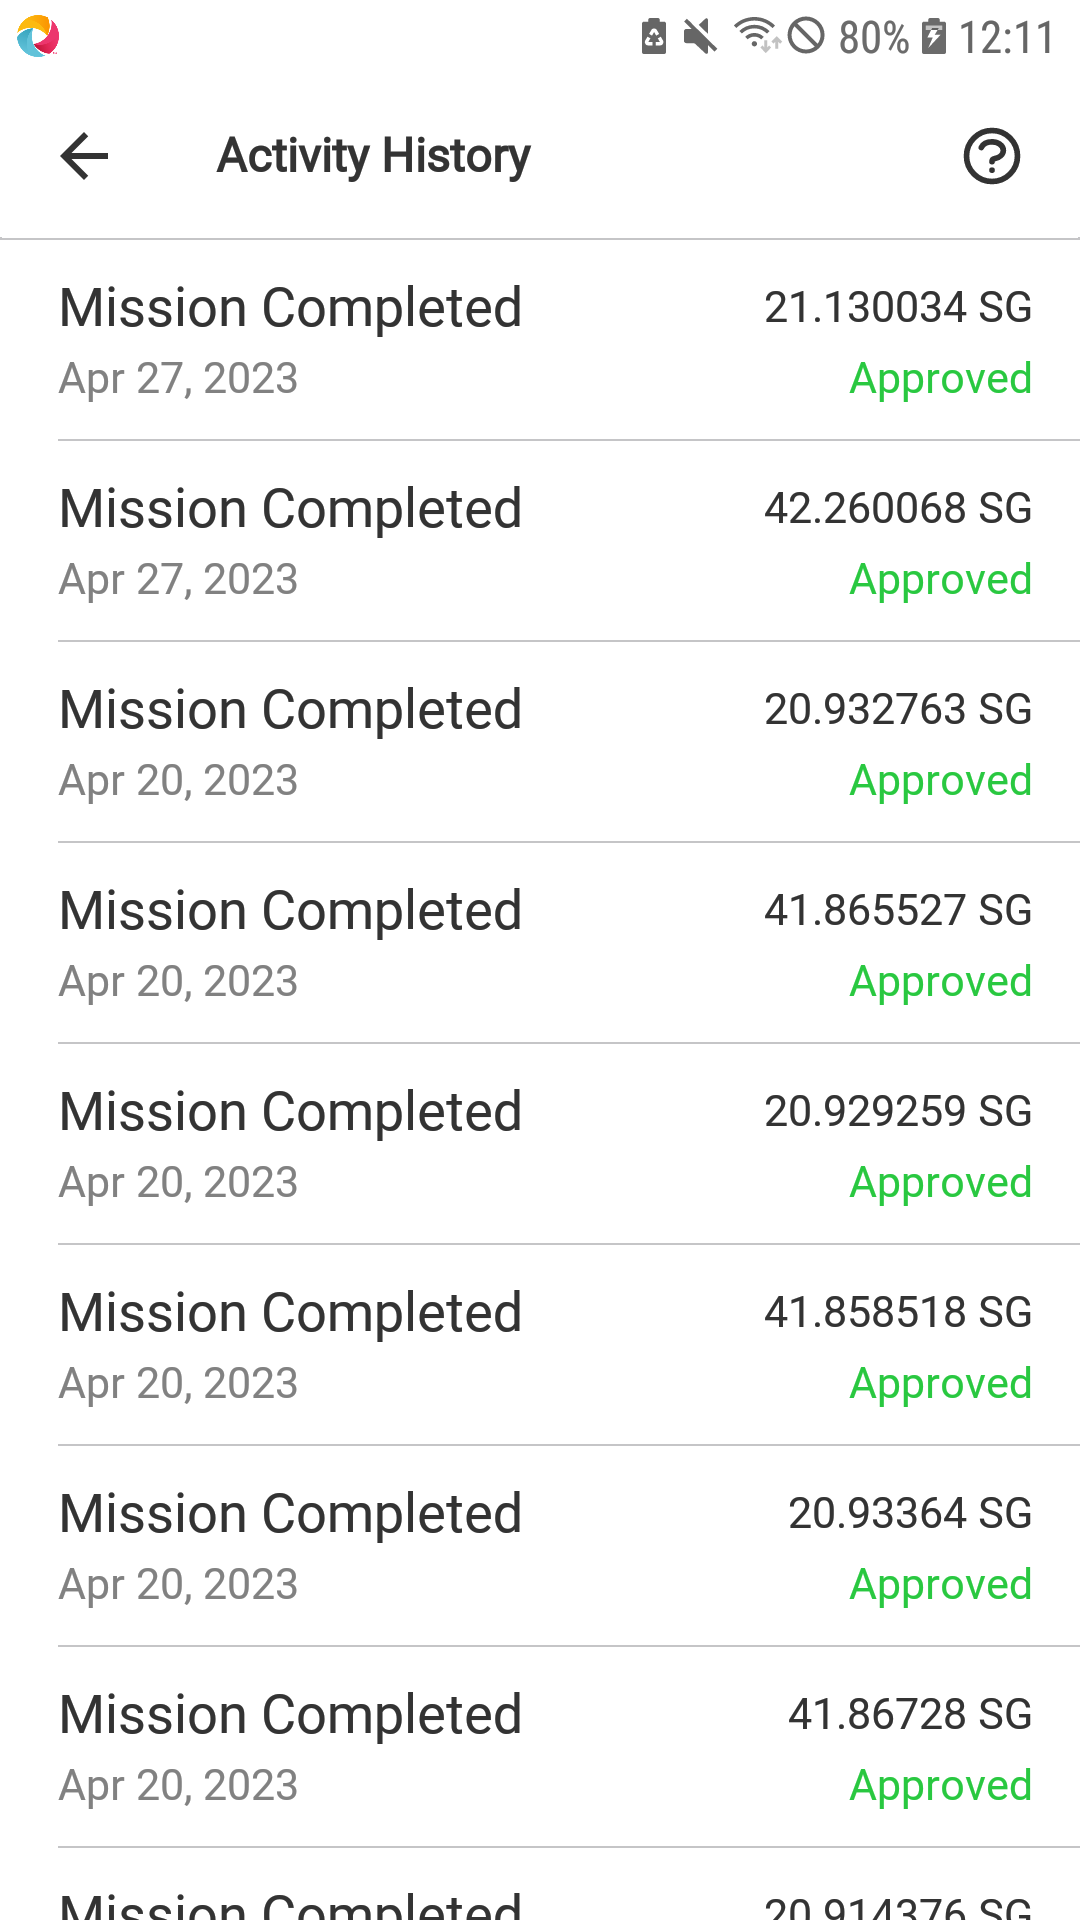 80% 12:11
Activity History
Mission Completed 21.130034 SG
Apr 27, 2023 Approved
Mission Completed 42.260068 SG
Apr 27, 2023 Approved
Mission Completed 20.932763 SG
Apr 20, 2023 Approved
Mission Completed 41.865527 SG
Apr 20, 2023 Approved
Mission Completed 20.929259 SG
Apr 20, 2023 Approved
Mission Completed 41.858518 SG
Apr 20, 2023 Approved
Mission Completed 20.93364 SG
Apr 20, 2023 Approved
Mission Completed 41.86728 SG
Apr 20, 2023 Approved
Mission Completed 20.914376 SG